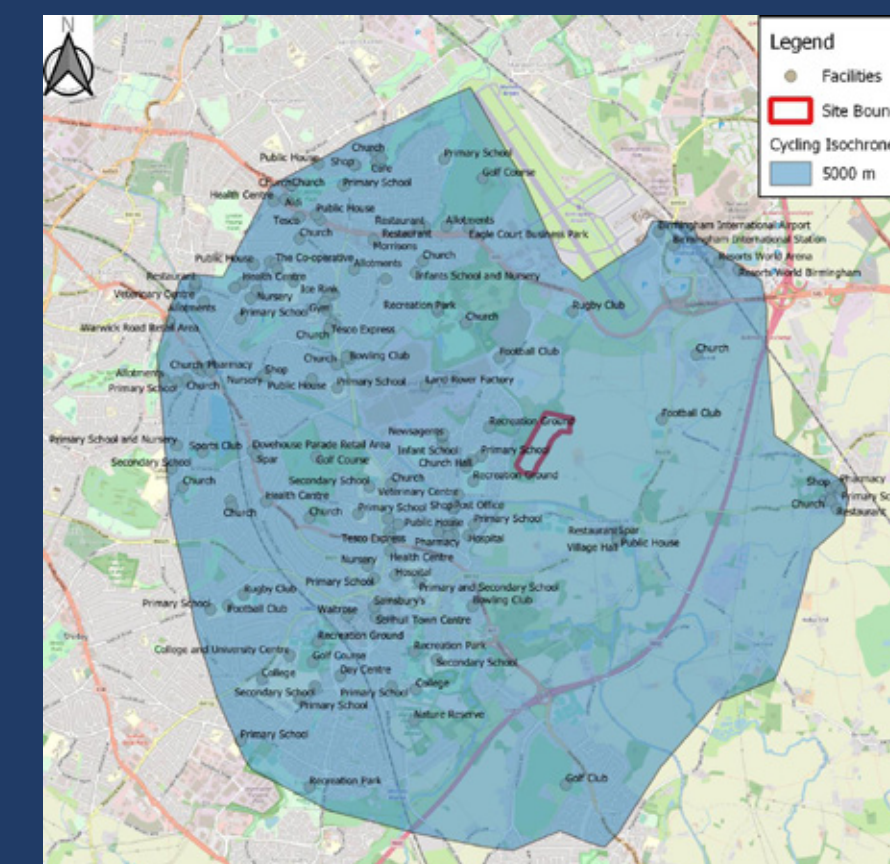 N
Legend
Facilities
Site Boun
Cycling Isochrone
5000 m
Church
Public House
Shop
Care
Primary School
Golf Course
ChurchChurch
Primary School
Health Centre
Aldi
Public House
Tesco
Restaurant
Allotments
Church
Restaurant
Eagle Court Business Park
Morrisons
Birmingham International Airport
Birmingham International Station
Resorts World Arena
Resorts World Birmingham
Public House
The Co-operative
Allotments
Church
Restaurant
Health Centre
Infants School and Nursery
Veterinary Centre
Nursery
Ice Rink
Allotments
Primary School
Gym
Recreation Park
Rugby Club
Church
Warwick Road Retail Area
Church
Tesco Express
Church
Bowling Club
Football Club
Church
Allotments
Church
Pharmacy
Shop
Primary School
Church
Nursery
Public House
Primary School
Land Rover Factory
Recreation Ground
Football Club
Newsagents
Primary School and Nursery
Sports Club
Dovehouse Parade Retail Area
Infant School
Primary School
Secondary School
Spar
Golf Course
Church Hall
Recreation Ground
Church
Secondary School
Church
Shop
Pharmacy
Health Centre
Veterinary Centre
Primary Sc
Church
Restaurant
Church
Church
Primary School
Shop
Post Office
Public House
Primary School
Tesco Express
Pharmacy
Hospital
Restaurant
Spar
Village Hall
Public House
Nursery
Health Centre
Hospital
Primary School
Primary and Secondary School
Rugby Club
Sainsbury's
Bowling Club
Primary School
Football Club
Waitrose
Solihull Town Centre
Recreation Ground
College and University Centre
Golf Course
Recreation Park
Day Centre
Secondary School
College
College
Secondary School
Primary School
Primary School
Nature Reserve
Primary School
Recreation Park
Golf Club
Shirley